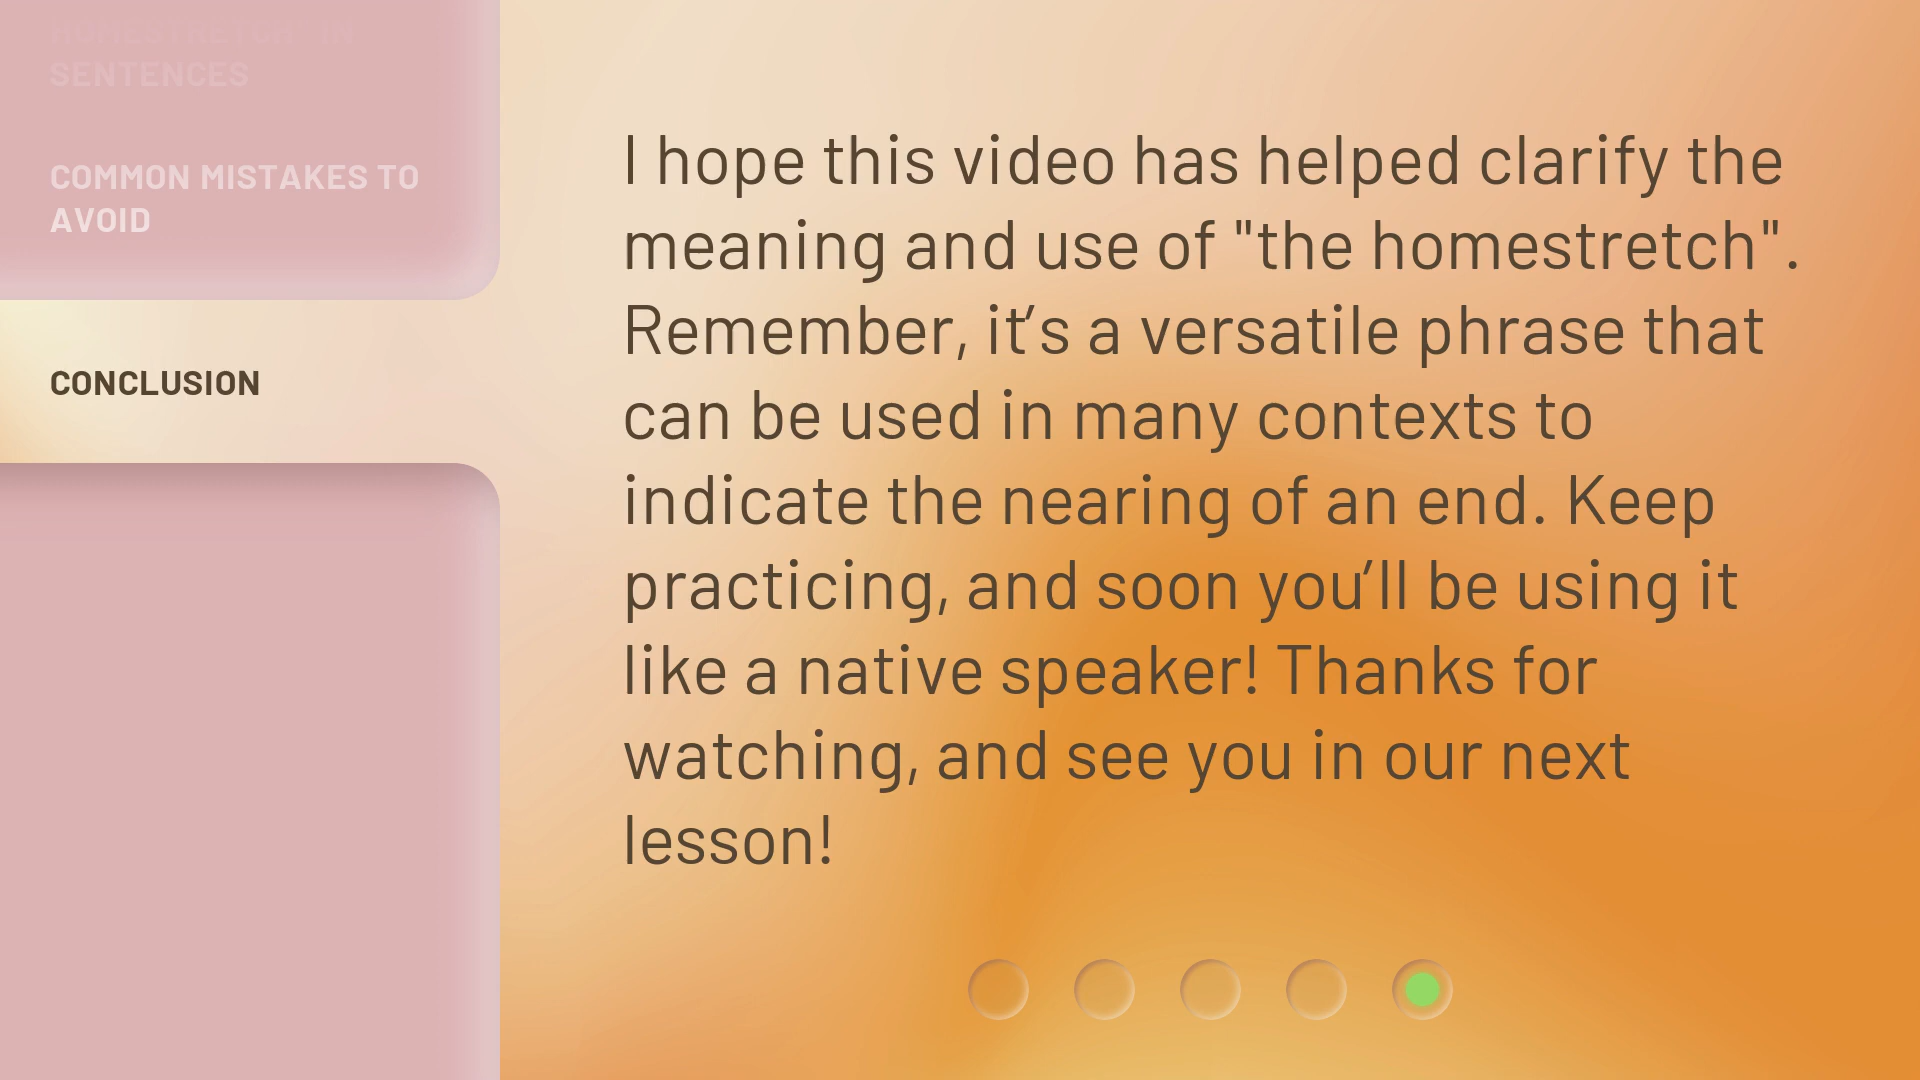 HOMESTRETCH IN
SENTENCES
COMMON MISTAKES TO
AVOID
CONCLUSION
I hope this video has helped clarify the
meaning and use of "the homestretch".
Remember, it’s a versatile phrase that
can be used in many contexts to
indicate the nearing of an end. Keep
practicing, and soon you’ll be using it
like a native speaker! Thanks for
watching, and see you in our next
lesson!